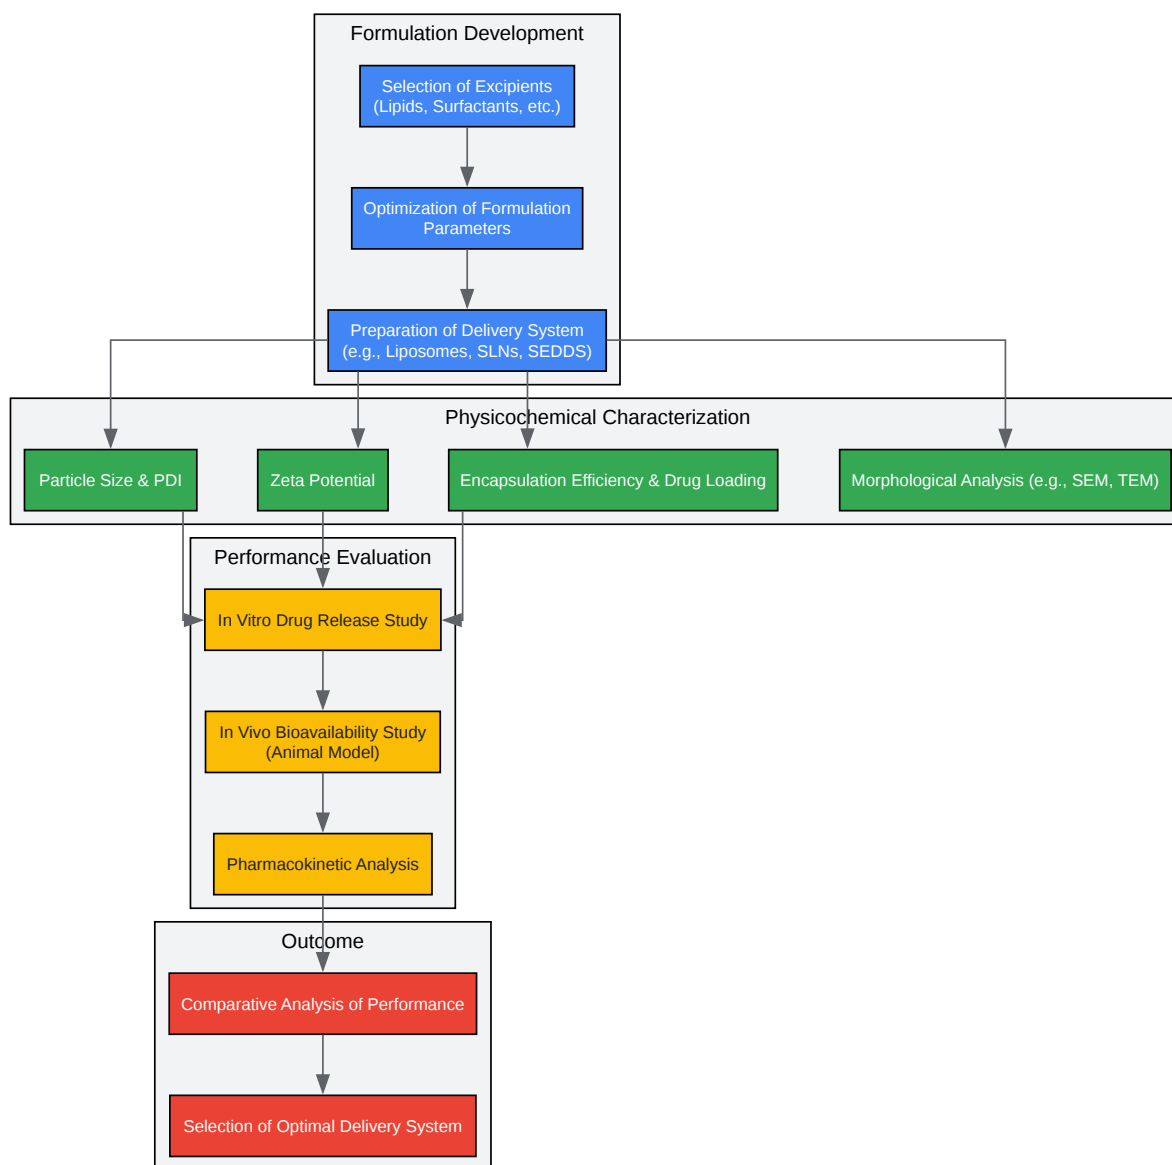 Formulation Development
Selection of Excipients
(Lipids, Surfactants, etc.)
Optimization of Formulation
Parameters
Preparation of Delivery System
(e.g., Liposomes, SLNs, SEDDS)
Physicochemical Characterization
Particle Size & PDI
Zeta Potential
Encapsulation Efficiency & Drug Loading
Morphological Analysis (e.g., SEM, TEM)
Performance Evaluation
In Vitro Drug Release Study
In Vivo Bioavailability Study
(Animal Model)
Pharmacokinetic Analysis
Outcome
Comparative Analysis of Performance
Selection of Optimal Delivery System